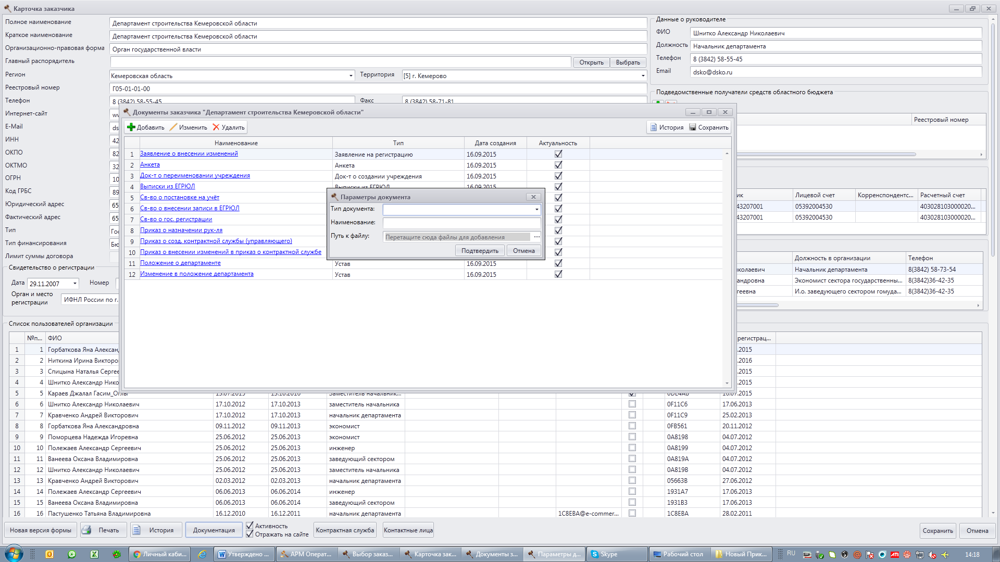 Карточка заказчика
Полное наименование
Департамент строительства Кемеровской области
Краткое наименование
Департамент строительства Кемеровской области
Организационно-правовая форма
Орган государственной власти
Главный распорядитель
Открыть
Выбрать
Регион
Кемеровская область
Территория
[5] г. Кемерово
Реестровый номер
Г05-01-01-00
Телефон
8 (3842) 58-55-45
Факс
8 (3842) 58-71-81
Интернет-сайт
E-Mail
ds
ИНН
42
ОКПО
82
ОКТМО
32
ОГРН
10
Код ГРБС
89
Юридический адрес
65
Фактический адрес
65
Тип
Гос
Тип финансирования
Бю
Лимит суммы договора
Свидетельство о регистрации
Дата
29.11.2007
Номер
Орган и место регистрации
ИФНЛ России по г.
Данные о руководителе
ФИО
Шнитко Александр Николаевич
Должность
Начальник департамента
Телефон
8 (3842) 58-55-45
Email
dsko@dsko.ru
Подведомственные получатели средств областного бюджета
Реестровый номер
ик
Лицевой счет
Корреспондентс...
Расчетный счет
43207001
05392004530
403028103000020...
43207001
05392004530
403028103000020...
Должность в организации
Телефон
колаевич
Начальник департамента
8(3842) 58-73-54
андровна
Экономист сектора государственны...
8(3842)36-42-35
геевна
И.о. заведующего сектором гомуда...
8(3842)36-42-35
Документы заказчика "Департамент строительства Кемеровской области"
Добавить
Изменить
Удалить
История
Сохранить
Наименование
Тип
Дата создания
Актуальность
1 Заявление о внесении изменений Заявление на регистрацию 16.09.2015
2 Анкета Анкета 16.09.2015
3 Док-т о переименовании учреждения Док-т о создании учреждения 16.09.2015
4 Выписки из ЕГРЮЛ Выписки из ЕГРЮЛ 16.09.2015
5 Св-во о постановке на учёт
6 Св-во о внесении записи в ЕГРЮЛ
7 Св-во о гос. регистрации
8 Приказ о назначении рук-ля
9 Приказ о созд. контрактной службы (управляющего)
10 Приказ о внесении изменений в приказ о контрактной службе
11 Положение о департаменте Устав 16.09.2015
12 Изменение в положение департамента Устав 16.09.2015
Параметры документа
Тип документа:
Наименование:
Путь к файлу:
Перетащите сюда файлы для добавления
...
Подтвердить
Отмена
Список пользователей организации
№п...
ФИО
регистрац...
1 1 Горбаткова Яна Александ .2015
2 2 Ниткина Ирина Викторо .2016
3 3 Спицына Наталья Сергее .2015
4 4 Шнитко Александр Нико .2015
5 5 Караев Джалал Гасим_Оглы 15.07.2015 15.10.2016 Заместитель начальник... 0DE4AB 16.07.2015
6 6 Шнитко Александр Николаевич 17.10.2012 17.10.2013 заместитель начальника 0F11C6 17.06.2013
7 7 Кравченко Андрей Викторович 17.10.2012 17.10.2013 начальник департамента 0F11C9 25.02.2013
8 8 Горбаткова Яна Александровна 09.11.2012 09.11.2013 экономист 0FB561 20.11.2012
9 9 Поморцева Надежда Игоревна 25.06.2012 25.06.2013 экономист 0A8198 04.07.2012
10 10 Полежаев Александр Сергеевич 25.06.2012 25.06.2013 инженер 0A8199 04.07.2012
11 11 Ванеева Оксана Владимировна 25.06.2012 25.06.2013 заведующий сектором 0A819A 04.07.2012
12 12 Шнитко Александр Николаевич 25.06.2012 25.06.2013 заместитель начальника 0A819B 04.07.2012
13 13 Кравченко Андрей Викторович 02.03.2012 02.03.2013 начальник департамента 05663B 27.06.2012
14 14 Полежаев Александр Сергеевич 06.06.2013 06.06.2014 инженер 1931A7 17.06.2013
15 15 Ванеева Оксана Владимировна 06.06.2013 06.06.2014 заведующий сектором 1931B3 17.06.2013
16 16 Пастушенко Татьяна Владимировна 16.12.2010 16.12.2011 начальник департамента 1C8EBA@e-commer... 1C8EBA 28.02.2011
Новая версия формы
Печать
История
Документация
Активность
Отражать на сайте
Контрактная служба
Контактные лица
Сохранить
Отмена
Личный каби...
Утверждено ...
АРМ Операт...
Выбор заказ...
Карточка зак...
Документы з...
Параметры д...
Skype
Рабочий стол
Новый Прик...
RU
14:18